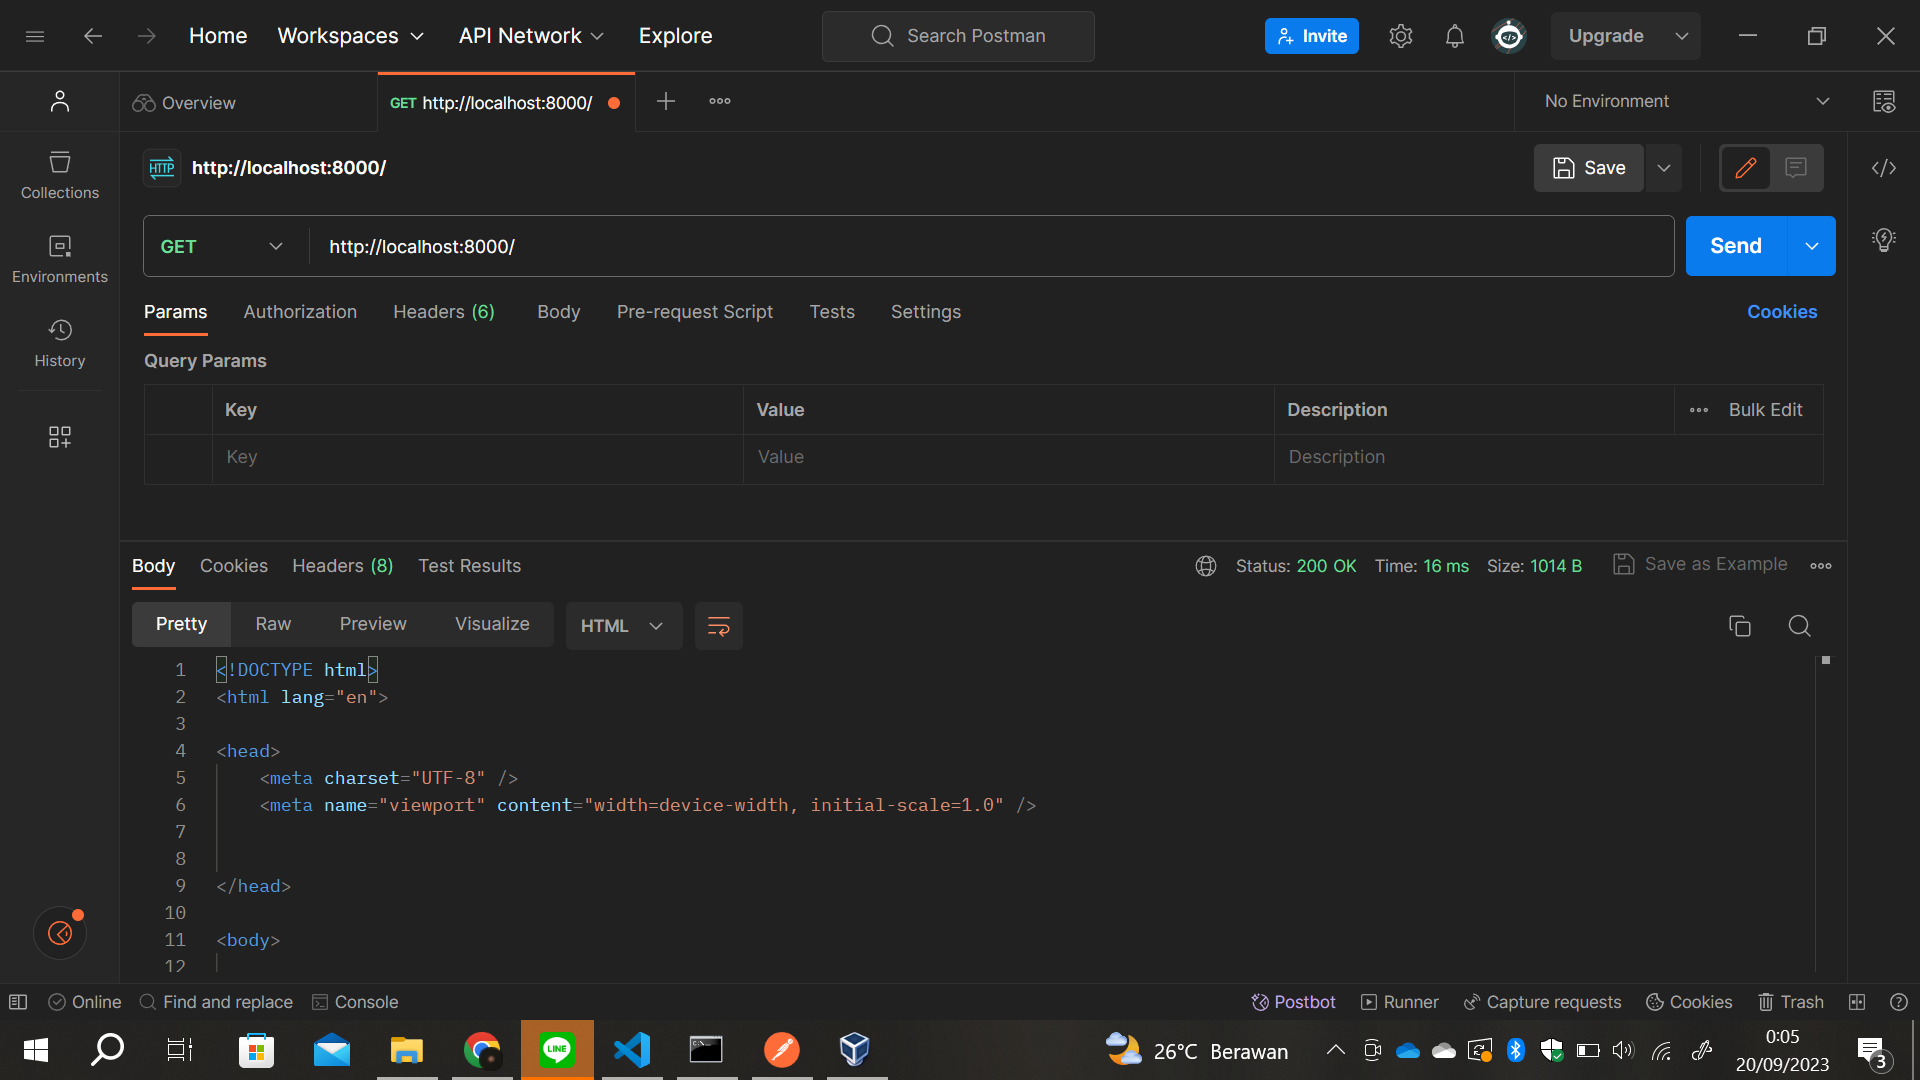 Home Workspaces API Network Explore Search Postman Invite Upgrade
Overview GET http://localhost:8000/ No Environment
HTTP http://localhost:8000/ Save
Collections
GET http://localhost:8000/ Send
Environments
Params Authorization Headers (6) Body Pre-request Script Tests Settings Cookies
History
Query Params
Key Value Description Bulk Edit
Key Value Description
Body Cookies Headers (8) Test Results Status: 200 OK Time: 16 ms Size: 1014 B Save as Example
Pretty Raw Preview Visualize HTML
1 <!DOCTYPE html>
2 <html lang="en">
3
4 <head>
5 <meta charset="UTF-8" />
6 <meta name="viewport" content="width=device-width, initial-scale=1.0" />
7
8
9 </head>
10
11 <body>
12
Online Find and replace Console Postbot Runner Capture requests Cookies Trash
LINE
26°C Berawan
0:05
20/09/2023
3